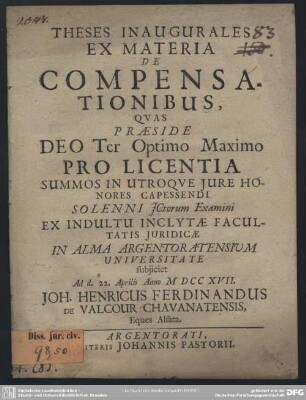 THESES INAUGURALES 83
EX MATERIA
DE
COMPENSA-
TIONIBUS,
QVAS
PRÆSIDE
DEO Ter Optimo Maximo
PRO LICENTIA
SUMMOS IN UTROQVE JURE HO-
NORES CAPESSENDI
SOLENNI JCtorum Examini
EX INDULTU INCLYTÆ FACUL-
TATIS JURIDICÆ
IN ALMA ARGENTORATENSIUM
UNIVERSITATE
subjiciet
Ad d. 22. Aprilis Anno M DCC XVII.
JOH. HENRICUS FERDINANDUS
DE VALCOUR CHAVANATENSIS,
Eques Alsata.
ARGENTORATI,
LITERIS JOHANNIS PASTORII.
Diss. jur. civ.